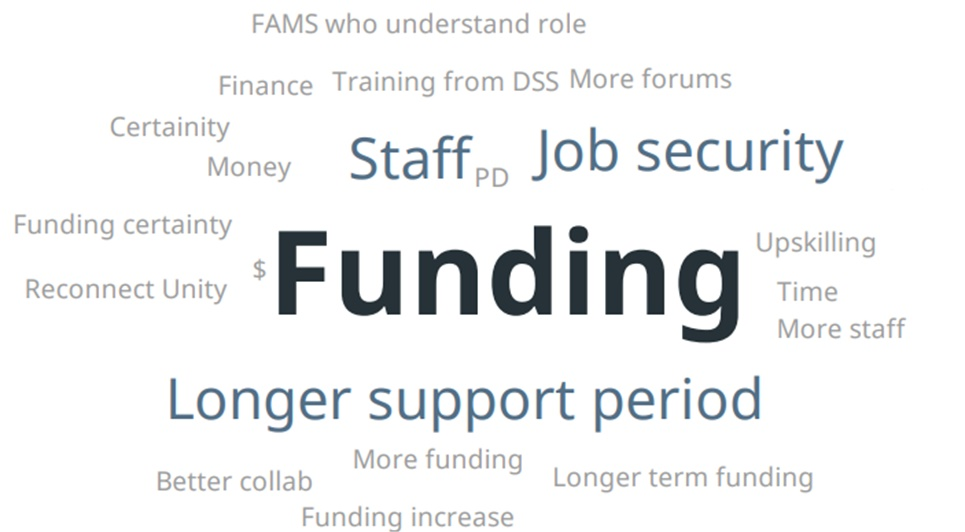 FAMS who understand role
Finance
Training from DSS
More forums
Certainity
Money
Staff
PD
Job security
Funding certainty
$
Funding
Upskilling
Reconnect Unity
Time
More staff
Longer support period
More funding
Better collab
Longer term funding
Funding increase